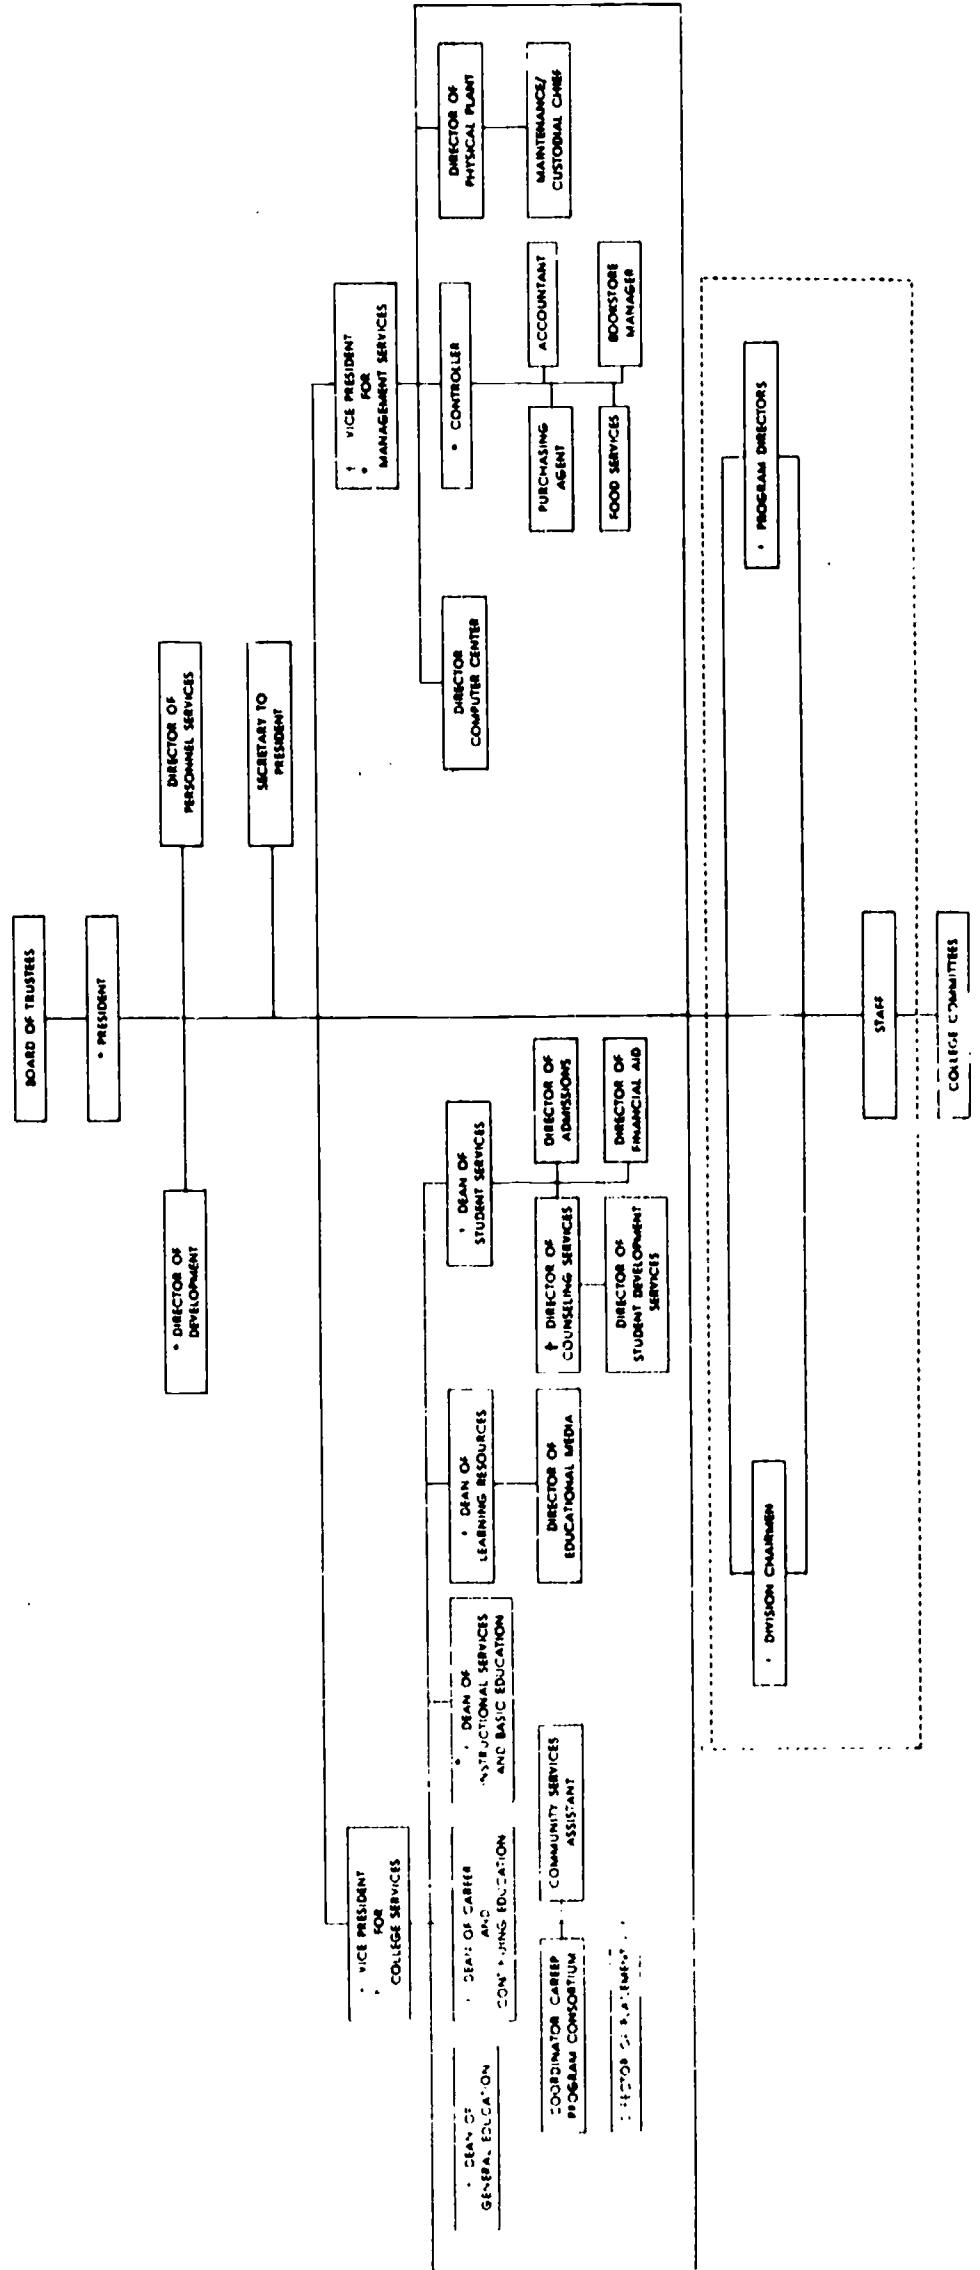 BOARD OF TRUSTEES
* PRESIDENT
* DIRECTOR OF
DEVELOPMENT
DIRECTOR OF
PERSONNEL SERVICES
SECRETARY TO
PRESIDENT
* VICE PRESIDENT
FOR
COLLEGE SERVICES
† VICE PRESIDENT
* FOR
MANAGEMENT SERVICES
* DEAN OF
GENERAL EDUCATION
* DEAN OF CAREER
AND
CONTINUING EDUCATION
* DEAN OF
INSTRUCTIONAL SERVICES
AND BASIC EDUCATION
* DEAN OF
LEARNING RESOURCES
* DEAN OF
STUDENT SERVICES
DIRECTOR
COMPUTER CENTER
* CONTROLLER
DIRECTOR OF
PHYSICAL PLANT
COORDINATOR CAREER
PROGRAM CONSORTIUM
COMMUNITY SERVICES
ASSISTANT
DIRECTOR OF PLACEMENT
DIRECTOR OF
EDUCATIONAL MEDIA
† DIRECTOR OF
COUNSELING SERVICES
DIRECTOR OF
ADMISSIONS
DIRECTOR OF
STUDENT DEVELOPMENT
SERVICES
DIRECTOR OF
FINANCIAL AID
PURCHASING
AGENT
ACCOUNTANT
FOOD SERVICES
BOOKSTORE
MANAGER
MAINTENANCE/
CUSTODIAL CHIEF
* DIVISION CHAIRMEN
* PROGRAM DIRECTORS
STAFF
COLLEGE COMMITTEES